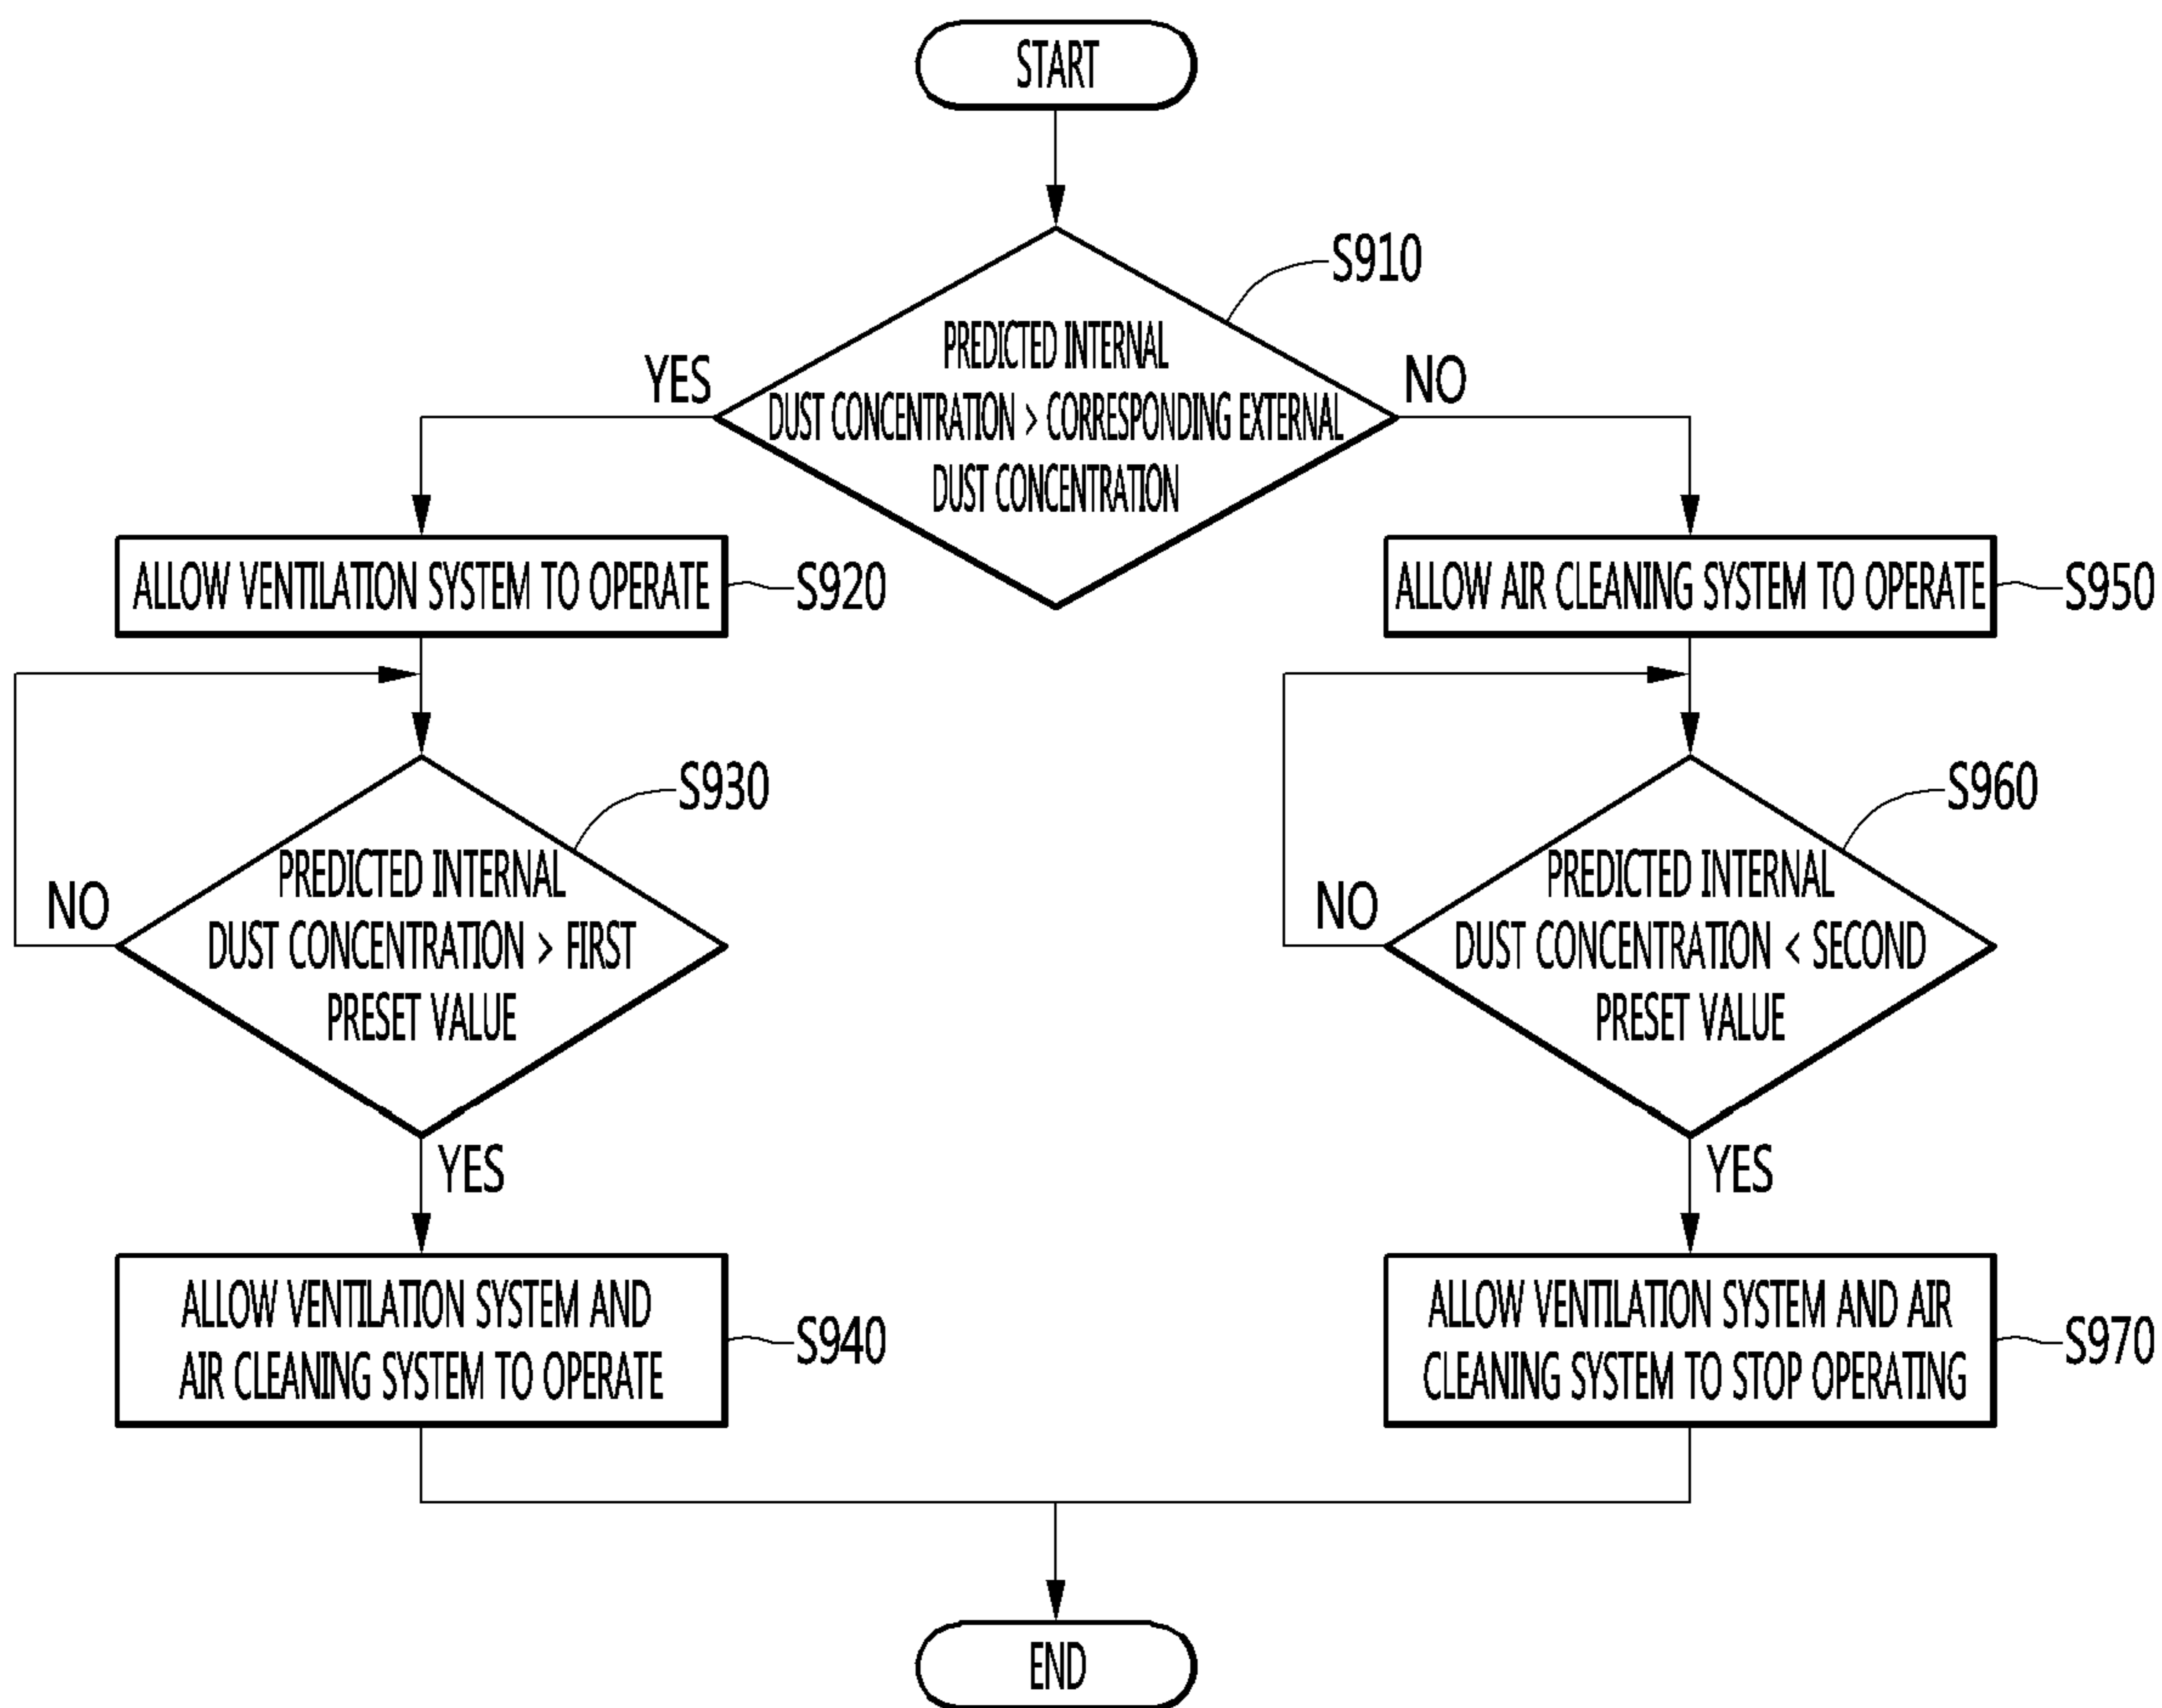 START
S910
PREDICTED INTERNAL
DUST CONCENTRATION > CORRESPONDING EXTERNAL
DUST CONCENTRATION
YES
NO
ALLOW VENTILATION SYSTEM TO OPERATE
S920
ALLOW AIR CLEANING SYSTEM TO OPERATE
S950
S930
PREDICTED INTERNAL
DUST CONCENTRATION > FIRST
PRESET VALUE
NO
YES
S960
PREDICTED INTERNAL
DUST CONCENTRATION < SECOND
PRESET VALUE
NO
YES
ALLOW VENTILATION SYSTEM AND
AIR CLEANING SYSTEM TO OPERATE
S940
ALLOW VENTILATION SYSTEM AND AIR
CLEANING SYSTEM TO STOP OPERATING
S970
END